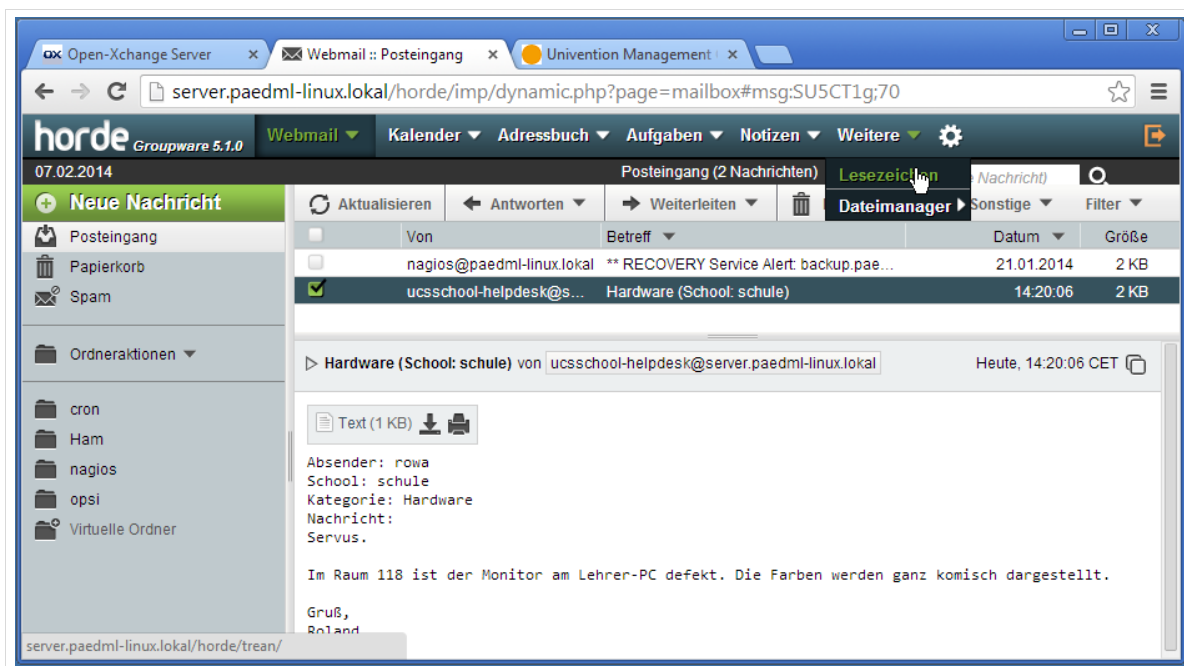 Open-Xchange Server
Webmail :: Posteingang
Univention Management
server.paedml-linux.lokal/horde/imp/dynamic.php?page=mailbox#msg:SU5CT1g;70
horde Groupware 5.1.0 Webmail Kalender Adressbuch Aufgaben Notizen Weitere
07.02.2014 Posteingang (2 Nachrichten) Lesezeichen Nachricht)
Neue Nachricht Aktualisieren Antworten Weiterleiten Dateimanager Sonstige Filter
Posteingang Von Betreff Datum Größe
Papierkorb nagios@paedml-linux.lokal ** RECOVERY Service Alert: backup.pae... 21.01.2014 2 KB
Spam ucsschool-helpdesk@s... Hardware (School: schule) 14:20:06 2 KB
Ordneraktionen
cron
Ham
nagios
opsi
Virtuelle Ordner
Hardware (School: schule) von ucsschool-helpdesk@server.paedml-linux.lokal Heute, 14:20:06 CET
Text (1 KB)
Absender: rowa
School: schule
Kategorie: Hardware
Nachricht:
Servus.
Im Raum 118 ist der Monitor am Lehrer-PC defekt. Die Farben werden ganz komisch dargestellt.
Gruß,
Roland
server.paedml-linux.lokal/horde/trean/